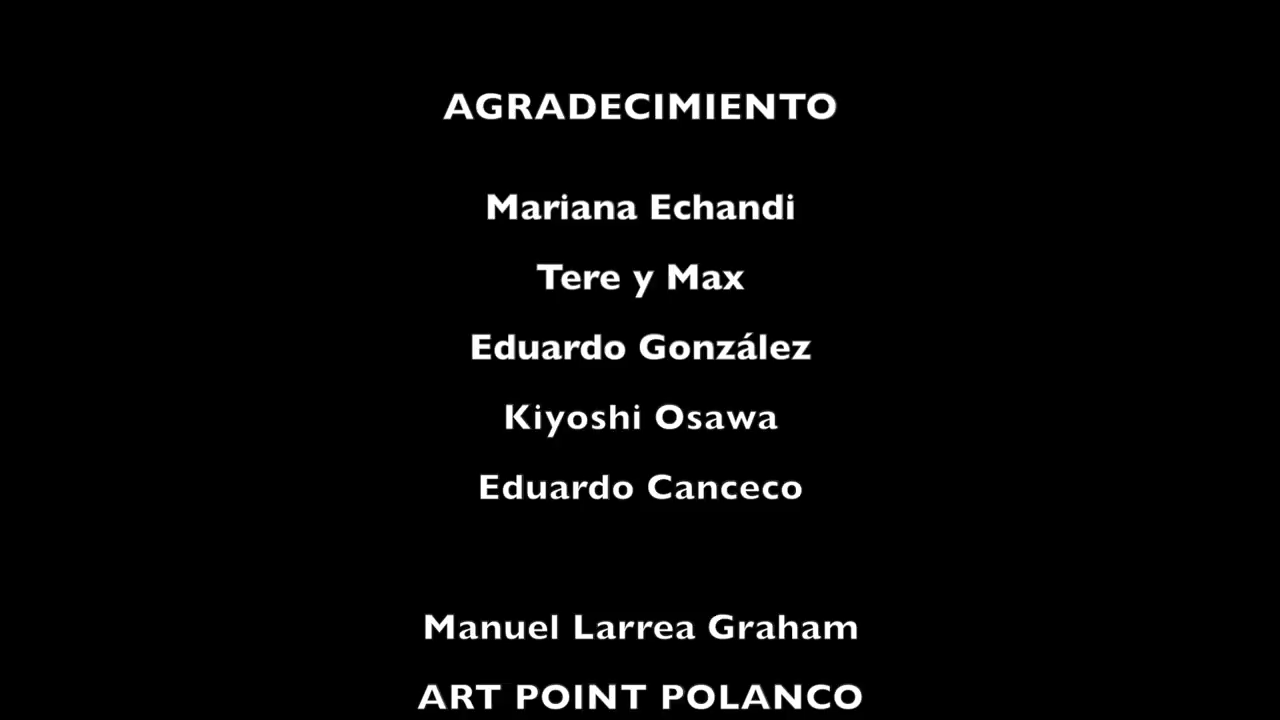 AGRADECIMIENTO
Mariana Echandi
Tere y Max
Eduardo González
Kiyoshi Osawa
Eduardo Canceco
Manuel Larrea Graham
ART POINT POLANCO